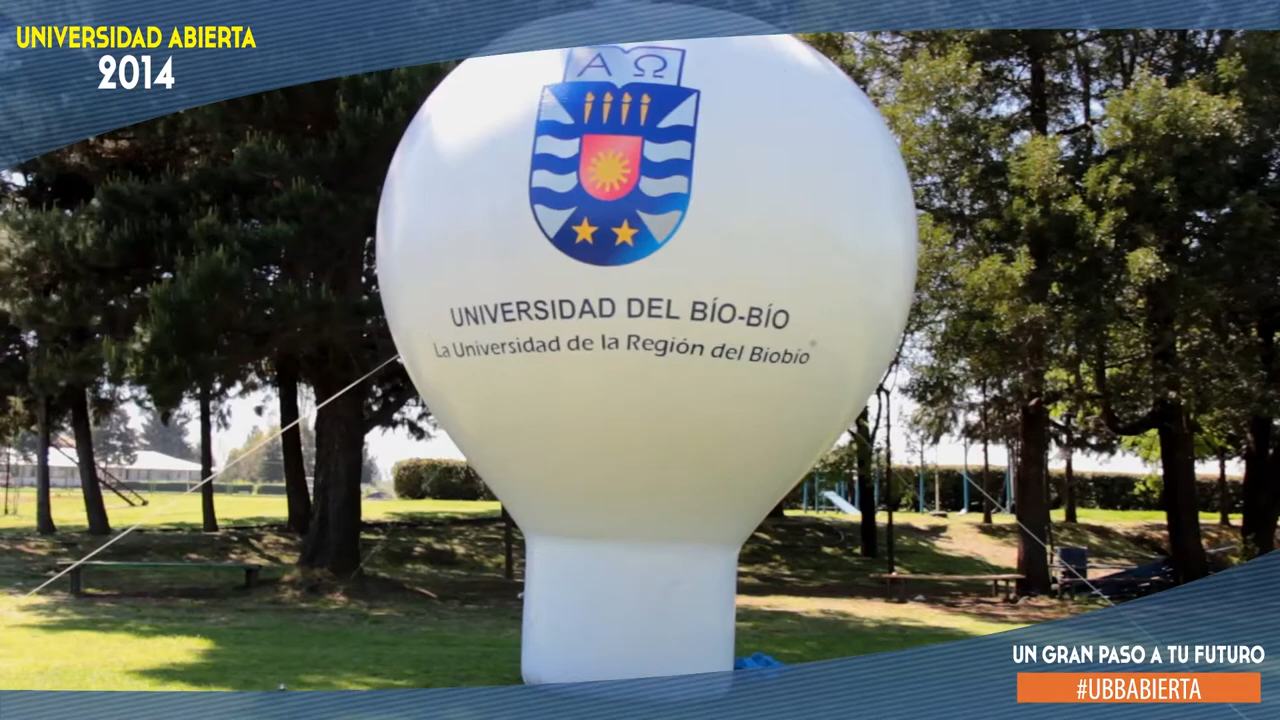 UNIVERSIDAD ABIERTA
2014
Α Ω
UNIVERSIDAD DEL BÍO-BÍO
La Universidad de la Región del Biobío®
UN GRAN PASO A TU FUTURO
#UBBABIERTA